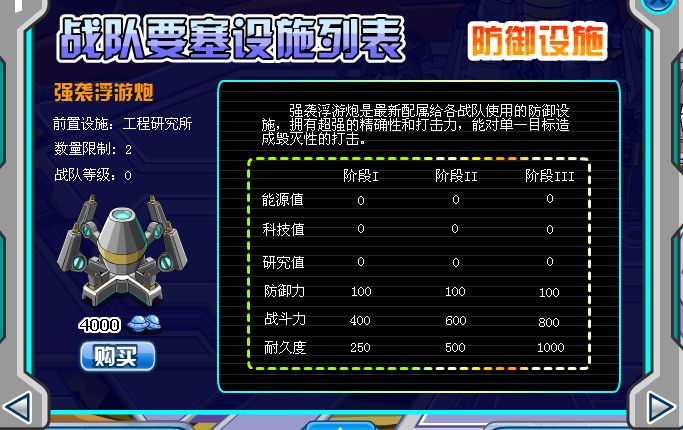 战队要塞设施列表
防御设施
强袭浮游炮
前置设施：工程研究所
数量限制：2
战队等级：0
4000
购买
强袭浮游炮是最新配属给各战队使用的防御设
施，拥有超强的精确性和打击力，能对单一目标造
成毁灭性的打击。
阶段I 阶段II 阶段III
能源值 0 0 0
科技值 0 0 0
研究值 0 0 0
防御力 100 100 100
战斗力 400 600 800
耐久度 250 500 1000